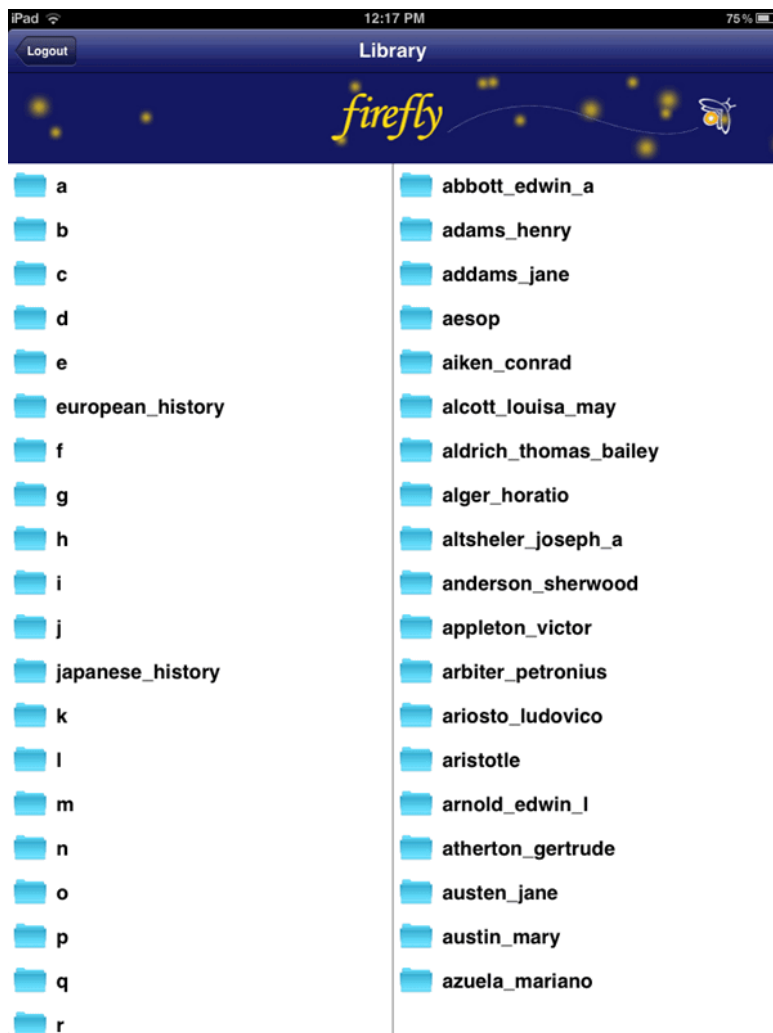 iPad 12:17 PM 75%
Logout Library
firefly
a
b
c
d
e
european_history
f
g
h
i
j
japanese_history
k
l
m
n
o
p
q
r
abbott_edwin_a
adams_henry
addams_jane
aesop
aiken_conrad
alcott_louisa_may
aldrich_thomas_bailey
alger_horatio
altsheler_joseph_a
anderson_sherwood
appleton_victor
arbiter_petronius
ariosto_ludovico
aristotle
arnold_edwin_l
atherton_gertrude
austen_jane
austin_mary
azuela_mariano